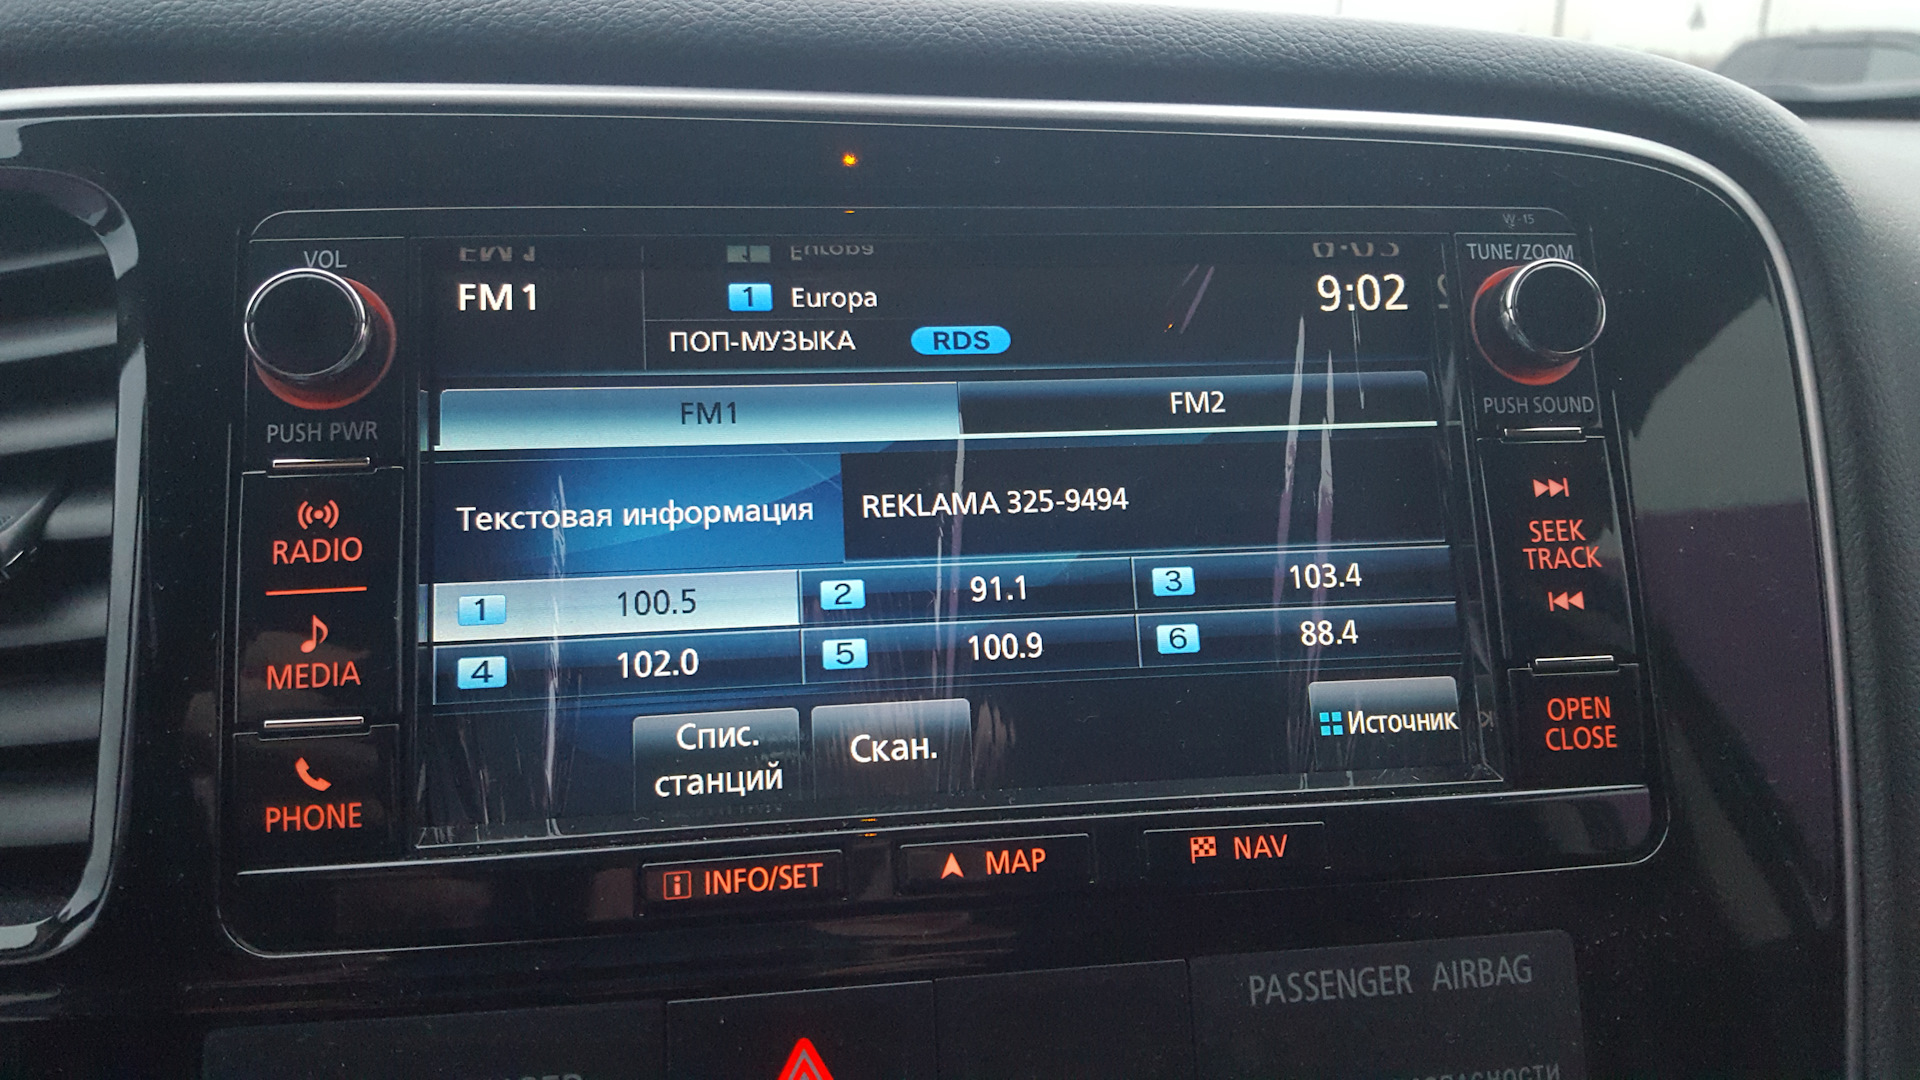 W-15
VOL
TUNE/ZOOM
FM 1
1 Europa
9:02
ПОП-МУЗЫКА RDS
PUSH PWR
PUSH SOUND
FM1
FM2
Текстовая информация
REKLAMA 325-9494
RADIO
SEEK
TRACK
1 100.5
2 91.1
3 103.4
4 102.0
5 100.9
6 88.4
MEDIA
Спис.
станций
Скан.
Источник
OPEN
CLOSE
PHONE
INFO/SET
MAP
NAV
PASSENGER AIRBAG